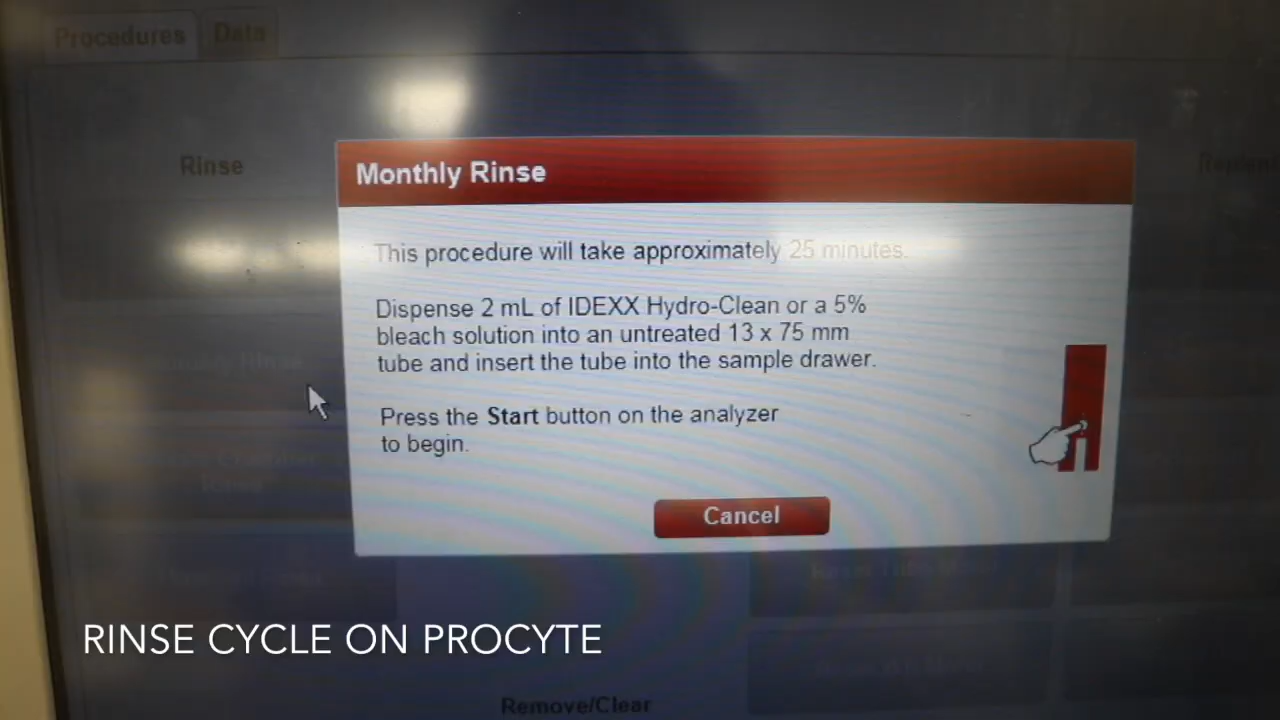 Procedures Data
Rinse
Monthly Rinse
This procedure will take approximately 25 minutes.
Dispense 2 mL of IDEXX Hydro-Clean or a 5%
bleach solution into an untreated 13 x 75 mm
tube and insert the tube into the sample drawer.
Press the Start button on the analyzer
to begin.
Cancel
Monthly Rinse
RINSE CYCLE ON PROCYTE
Remove/Clear